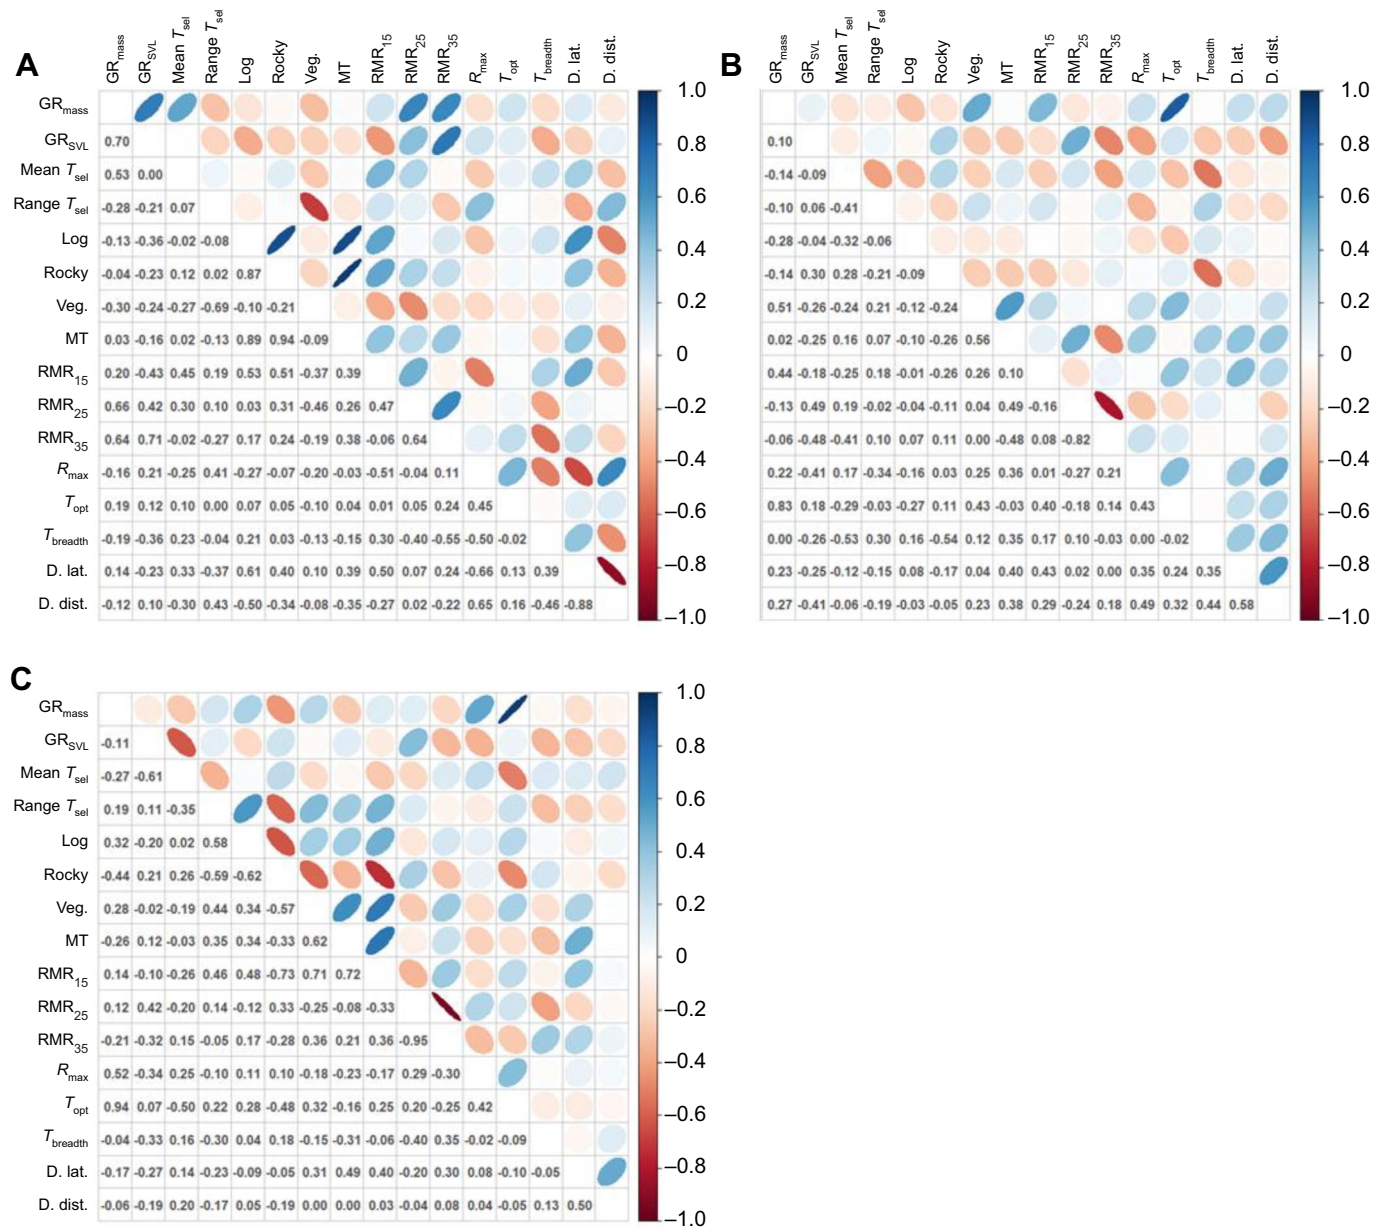 A
GRmass GRSVL Mean Tsel Range Tsel Log Rocky Veg. MT RMR15 RMR25 RMR35 Rmax Topt Tbreadth D. lat. D. dist.
GRmass 1.0
GRSVL 0.70 0.8
Mean Tsel 0.53 0.00 0.6
Range Tsel -0.28 -0.21 0.07
Log -0.13 -0.36 -0.02 -0.08 0.4
Rocky -0.04 -0.23 0.12 0.02 0.87
Veg. -0.30 -0.24 -0.27 -0.69 -0.10 -0.21 0.2
MT 0.03 -0.16 0.02 -0.13 0.89 0.94 -0.09 0
RMR15 0.20 -0.43 0.45 0.19 0.53 0.51 -0.37 0.39
RMR25 0.66 0.42 0.30 0.10 0.03 0.31 -0.46 0.26 0.47 –0.2
RMR35 0.64 0.71 -0.02 -0.27 0.17 0.24 -0.19 0.38 -0.06 0.64
Rmax -0.16 0.21 -0.25 0.41 -0.27 -0.07 -0.20 -0.03 -0.51 -0.04 0.11 –0.4
Topt 0.19 0.12 0.10 0.00 0.07 0.05 -0.10 0.04 0.01 0.05 0.24 0.45
Tbreadth -0.19 -0.36 0.23 -0.04 0.21 0.03 -0.13 -0.15 0.30 -0.40 -0.55 -0.50 -0.02 –0.6
D. lat. 0.14 -0.23 0.33 -0.37 0.61 0.40 0.10 0.39 0.50 0.07 0.24 -0.66 0.13 0.39 –0.8
D. dist. -0.12 0.10 -0.30 0.43 -0.50 -0.34 -0.08 -0.35 -0.27 0.02 -0.22 0.65 0.16 -0.46 -0.88 –1.0
B
GRmass GRSVL Mean Tsel Range Tsel Log Rocky Veg. MT RMR15 RMR25 RMR35 Rmax Topt Tbreadth D. lat. D. dist.
1.0
0.10 0.8
-0.14 -0.09 0.6
-0.10 0.06 -0.41
-0.28 -0.04 -0.32 -0.06 0.4
-0.14 0.30 0.28 -0.21 -0.09
0.51 -0.26 -0.24 0.21 -0.12 -0.24 0.2
0.02 -0.25 0.16 0.07 -0.10 -0.26 0.56 0
0.44 -0.18 -0.25 0.18 -0.01 -0.26 0.26 0.10
-0.13 0.49 0.19 -0.02 -0.04 -0.11 0.04 0.49 -0.16 –0.2
-0.06 -0.48 -0.41 0.10 0.07 0.11 0.00 -0.48 0.08 -0.82
0.22 -0.41 0.17 -0.34 -0.16 0.03 0.25 0.36 0.01 -0.27 0.21 –0.4
0.83 0.18 -0.29 -0.03 -0.27 0.11 0.43 -0.03 0.40 -0.18 0.14 0.43
0.00 -0.26 -0.53 0.30 0.16 -0.54 0.12 0.35 0.17 0.10 -0.03 0.00 -0.02 –0.6
0.23 -0.25 -0.12 -0.15 0.08 -0.17 0.04 0.40 0.43 0.02 0.00 0.35 0.24 0.35 –0.8
0.27 -0.41 -0.06 -0.19 -0.03 -0.05 0.23 0.38 0.29 -0.24 0.18 0.49 0.32 0.44 0.58 –1.0
C
GRmass 1.0
GRSVL -0.11 0.8
Mean Tsel -0.27 -0.61
Range Tsel 0.19 0.11 -0.35 0.6
Log 0.32 -0.20 0.02 0.58 0.4
Rocky -0.44 0.21 0.26 -0.59 -0.62
Veg. 0.28 -0.02 -0.19 0.44 0.34 -0.57 0.2
MT -0.26 0.12 -0.03 0.35 0.34 -0.33 0.62 0
RMR15 0.14 -0.10 -0.26 0.46 0.48 -0.73 0.71 0.72
RMR25 0.12 0.42 -0.20 0.14 -0.12 0.33 -0.25 -0.08 -0.33 –0.2
RMR35 -0.21 -0.32 0.15 -0.05 0.17 -0.28 0.36 0.21 0.36 -0.95
Rmax 0.52 -0.34 0.25 -0.10 0.11 0.10 -0.18 -0.23 -0.17 0.29 -0.30 –0.4
Topt 0.94 0.07 -0.50 0.22 0.28 -0.48 0.32 -0.16 0.25 0.20 -0.25 0.42 –0.6
Tbreadth -0.04 -0.33 0.16 -0.30 0.04 0.18 -0.15 -0.31 -0.06 -0.40 0.35 -0.02 -0.09
D. lat. -0.17 -0.27 0.14 -0.23 -0.09 -0.05 0.31 0.49 0.40 -0.20 0.30 0.08 -0.10 -0.05 –0.8
D. dist. -0.06 -0.19 0.20 -0.17 0.05 -0.19 0.00 0.00 0.03 -0.04 0.08 0.04 -0.05 0.13 0.50 –1.0